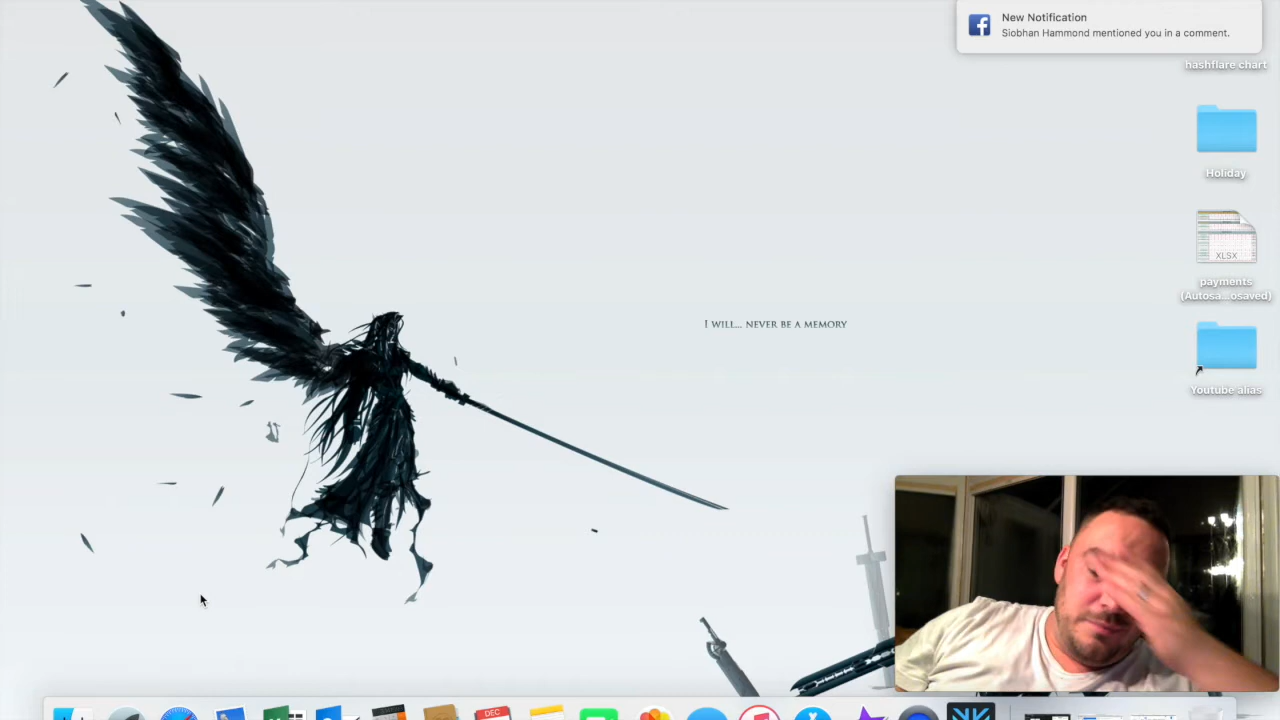 New Notification
Siobhan Hammond mentioned you in a comment.
hashflare chart
Holiday
XLSX
payments
(Autosa...osaved)
Youtube alias
I WILL... NEVER BE A MEMORY
DEC